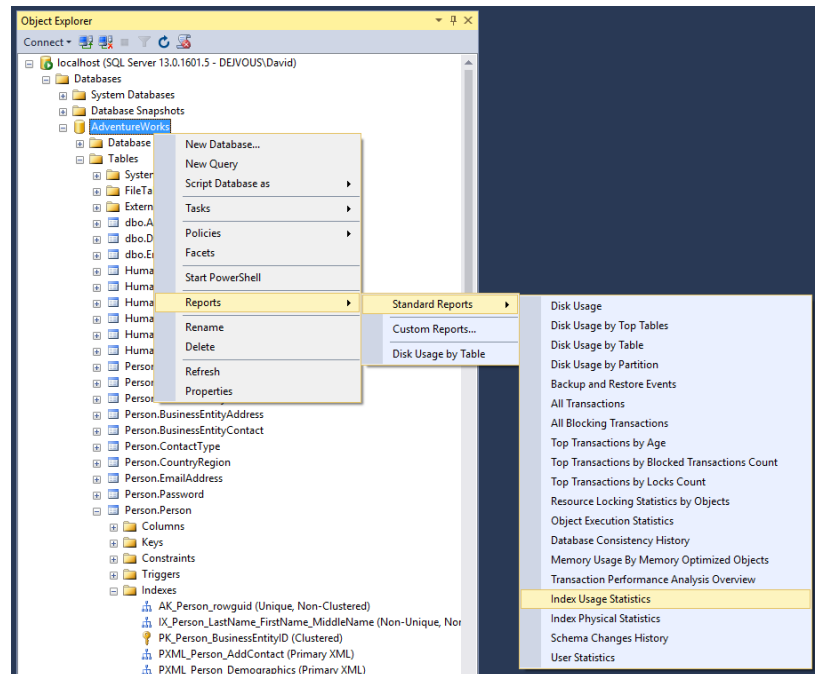 Object Explorer
Connect
localhost (SQL Server 13.0.1601.5 - DEJVOUS\David)
Databases
System Databases
Database Snapshots
AdventureWorks
Database
Tables
System
FileTa
Extern
dbo.A
dbo.D
dbo.E
Huma
Huma
Huma
Huma
Huma
Huma
Person
Person
Person
Person.BusinessEntityAddress
Person.BusinessEntityContact
Person.ContactType
Person.CountryRegion
Person.EmailAddress
Person.Password
Person.Person
Columns
Keys
Constraints
Triggers
Indexes
AK_Person_rowguid (Unique, Non-Clustered)
IX_Person_LastName_FirstName_MiddleName (Non-Unique, Nor
PK_Person_BusinessEntityID (Clustered)
PXML_Person_AddContact (Primary XML)
PXML_Person_Demographics (Primary XML)
New Database...
New Query
Script Database as
Tasks
Policies
Facets
Start PowerShell
Reports
Rename
Delete
Refresh
Properties
Standard Reports
Custom Reports...
Disk Usage by Table
Disk Usage
Disk Usage by Top Tables
Disk Usage by Table
Disk Usage by Partition
Backup and Restore Events
All Transactions
All Blocking Transactions
Top Transactions by Age
Top Transactions by Blocked Transactions Count
Top Transactions by Locks Count
Resource Locking Statistics by Objects
Object Execution Statistics
Database Consistency History
Memory Usage By Memory Optimized Objects
Transaction Performance Analysis Overview
Index Usage Statistics
Index Physical Statistics
Schema Changes History
User Statistics